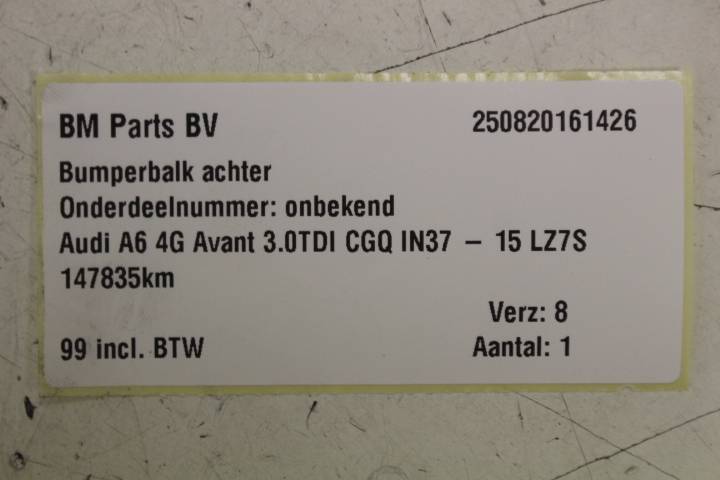 BM Parts BV 250820161426
Bumperbalk achter
Onderdeelnummer: onbekend
Audi A6 4G Avant 3.0TDI CGQ IN37 – 15 LZ7S
147835km
Verz: 8
99 incl. BTW Aantal: 1